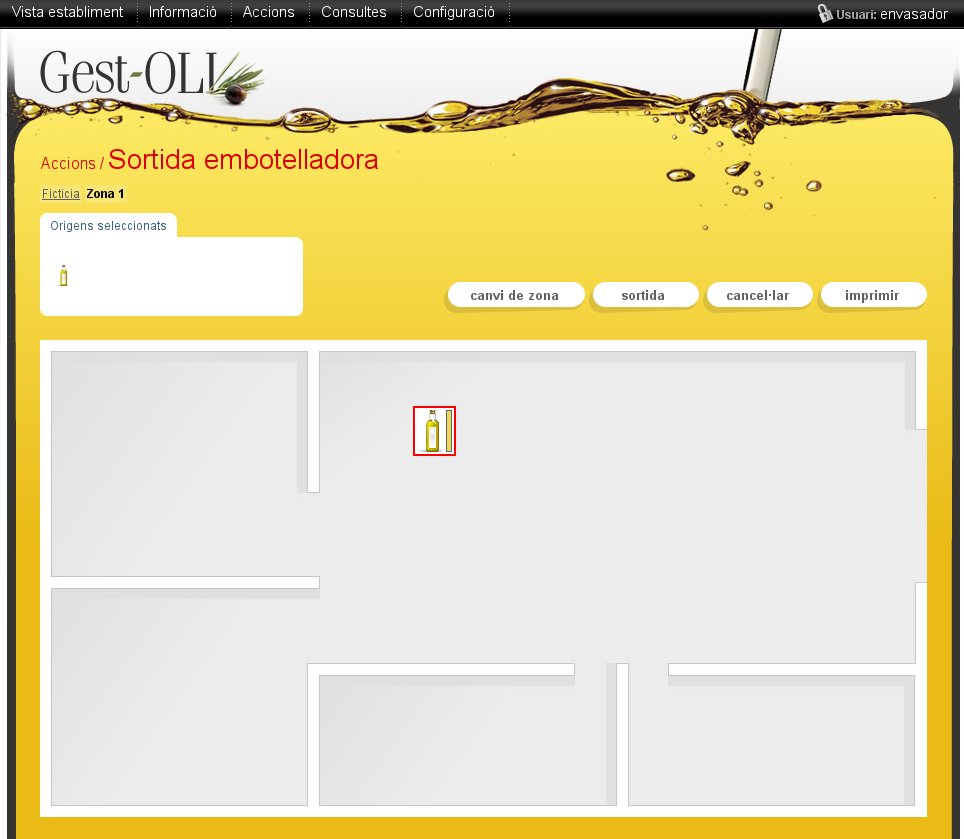 Vista establiment Informació Accions Consultes Configuració Usuari: envasador
Gest-OLI
Accions / Sortida embotelladora
Ficticia Zona 1
Origens seleccionats
canvi de zona sortida cancel·lar imprimir